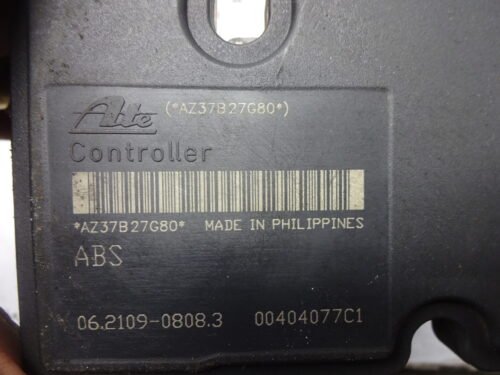 Ate (*AZ37B27G80*)
Controller
*AZ37B27G80* MADE IN PHILIPPINES
ABS
06.2109-0808.3 00404077C1